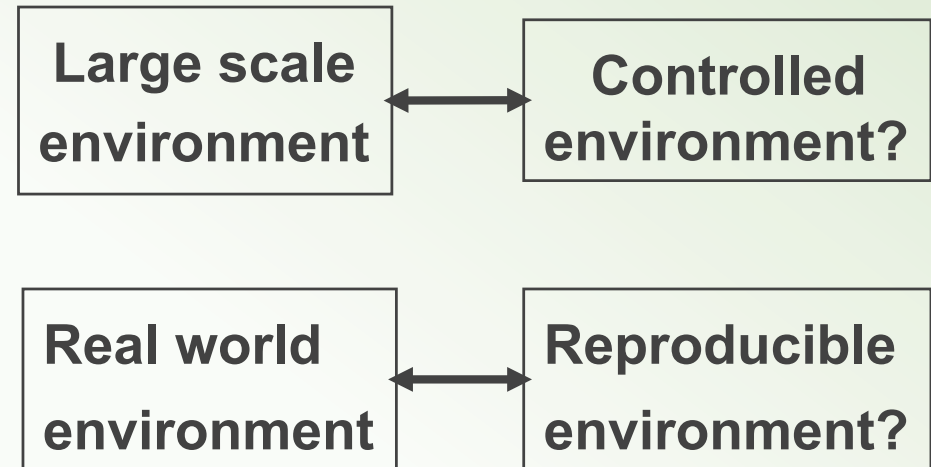 Large scale
environment
Controlled
environment?
Real world
environment
Reproducible
environment?